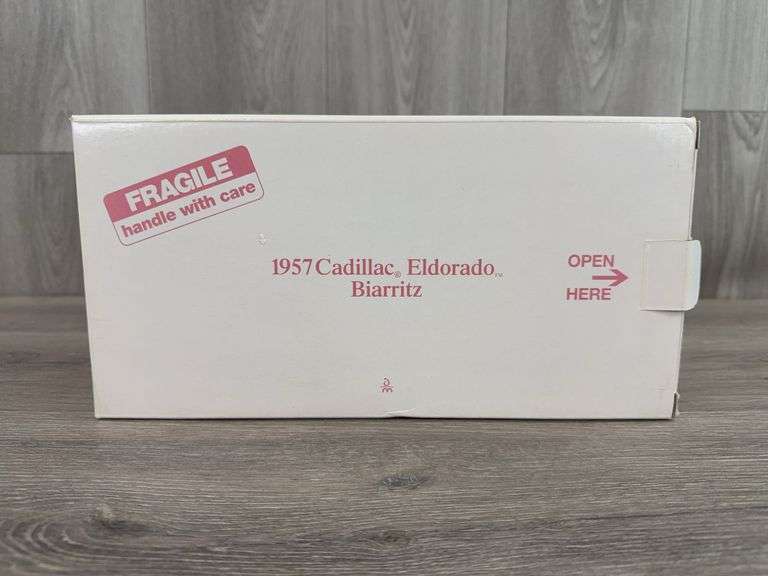 FRAGILE
handle with care
1957 Cadillac® Eldorado™
Biarritz
OPEN
HERE